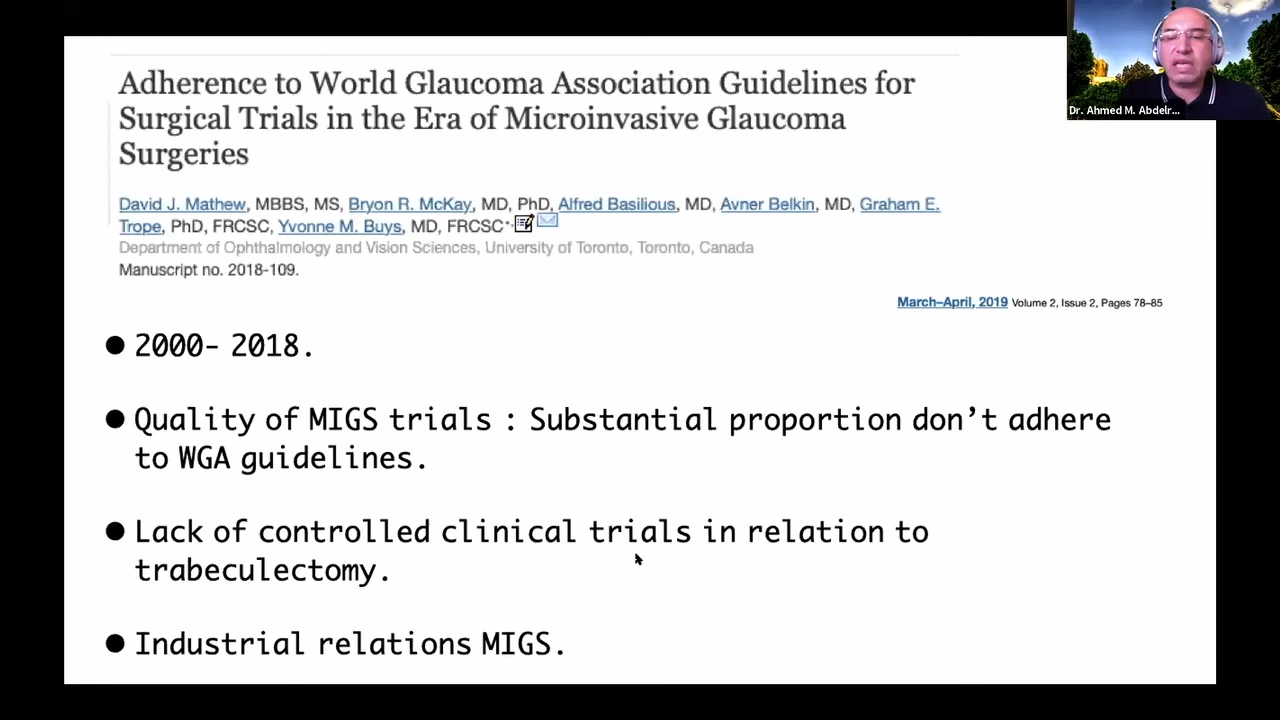 Adherence to World Glaucoma Association Guidelines for
Surgical Trials in the Era of Microinvasive Glaucoma
Surgeries
David J. Mathew, MBBS, MS, Bryon R. McKay, MD, PhD, Alfred Basilious, MD, Avner Belkin, MD, Graham E.
Trope, PhD, FRCSC, Yvonne M. Buys, MD, FRCSC*,
Department of Ophthalmology and Vision Sciences, University of Toronto, Toronto, Canada
Manuscript no. 2018-109.
March–April, 2019 Volume 2, Issue 2, Pages 78–85
● 2000- 2018.
● Quality of MIGS trials : Substantial proportion don’t adhere
to WGA guidelines.
● Lack of controlled clinical trials in relation to
trabeculectomy.
● Industrial relations MIGS.
Dr. Ahmed M. Abdelr...